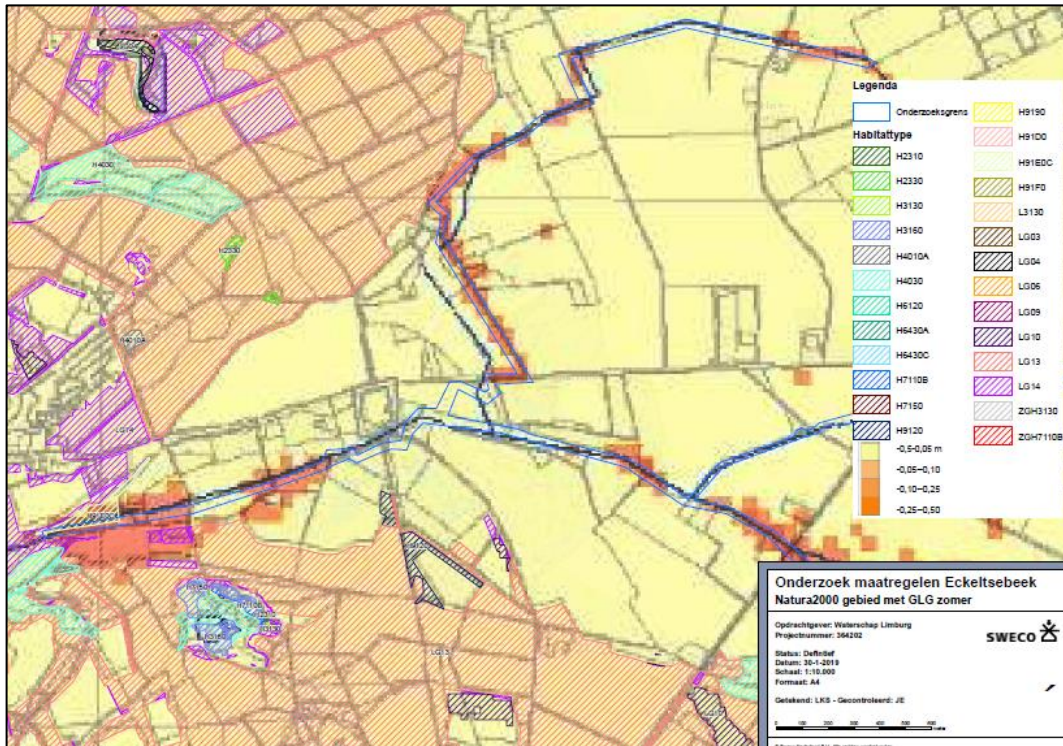 Legenda
Onderzoeksgrens
Habitattype
H2310
H2330
H3130
H3160
H4010A
H4030
H6120
H6430A
H6430C
H7110B
H7150
H9120
H9190
H91D0
H91E0C
H91F0
L3130
LG03
LG04
LG05
LG09
LG10
LG13
LG14
ZGH3130
ZGH7110B
-0,5-0,05 m
-0,05–0,10
-0,10–0,25
-0,25–0,50
H4030
H2330
H4010A
LG14
LG13
Onderzoek maatregelen Eckeltsebeek
Natura2000 gebied met GLG zomer
Opdrachtgever: Waterschap Limburg
Projectnummer: 364202
SWECO
Status: Definitief
Datum: 30-1-2019
Schaal: 1:10.000
Formaat: A4
Getekend: LKS - Gecontroleerd: JE